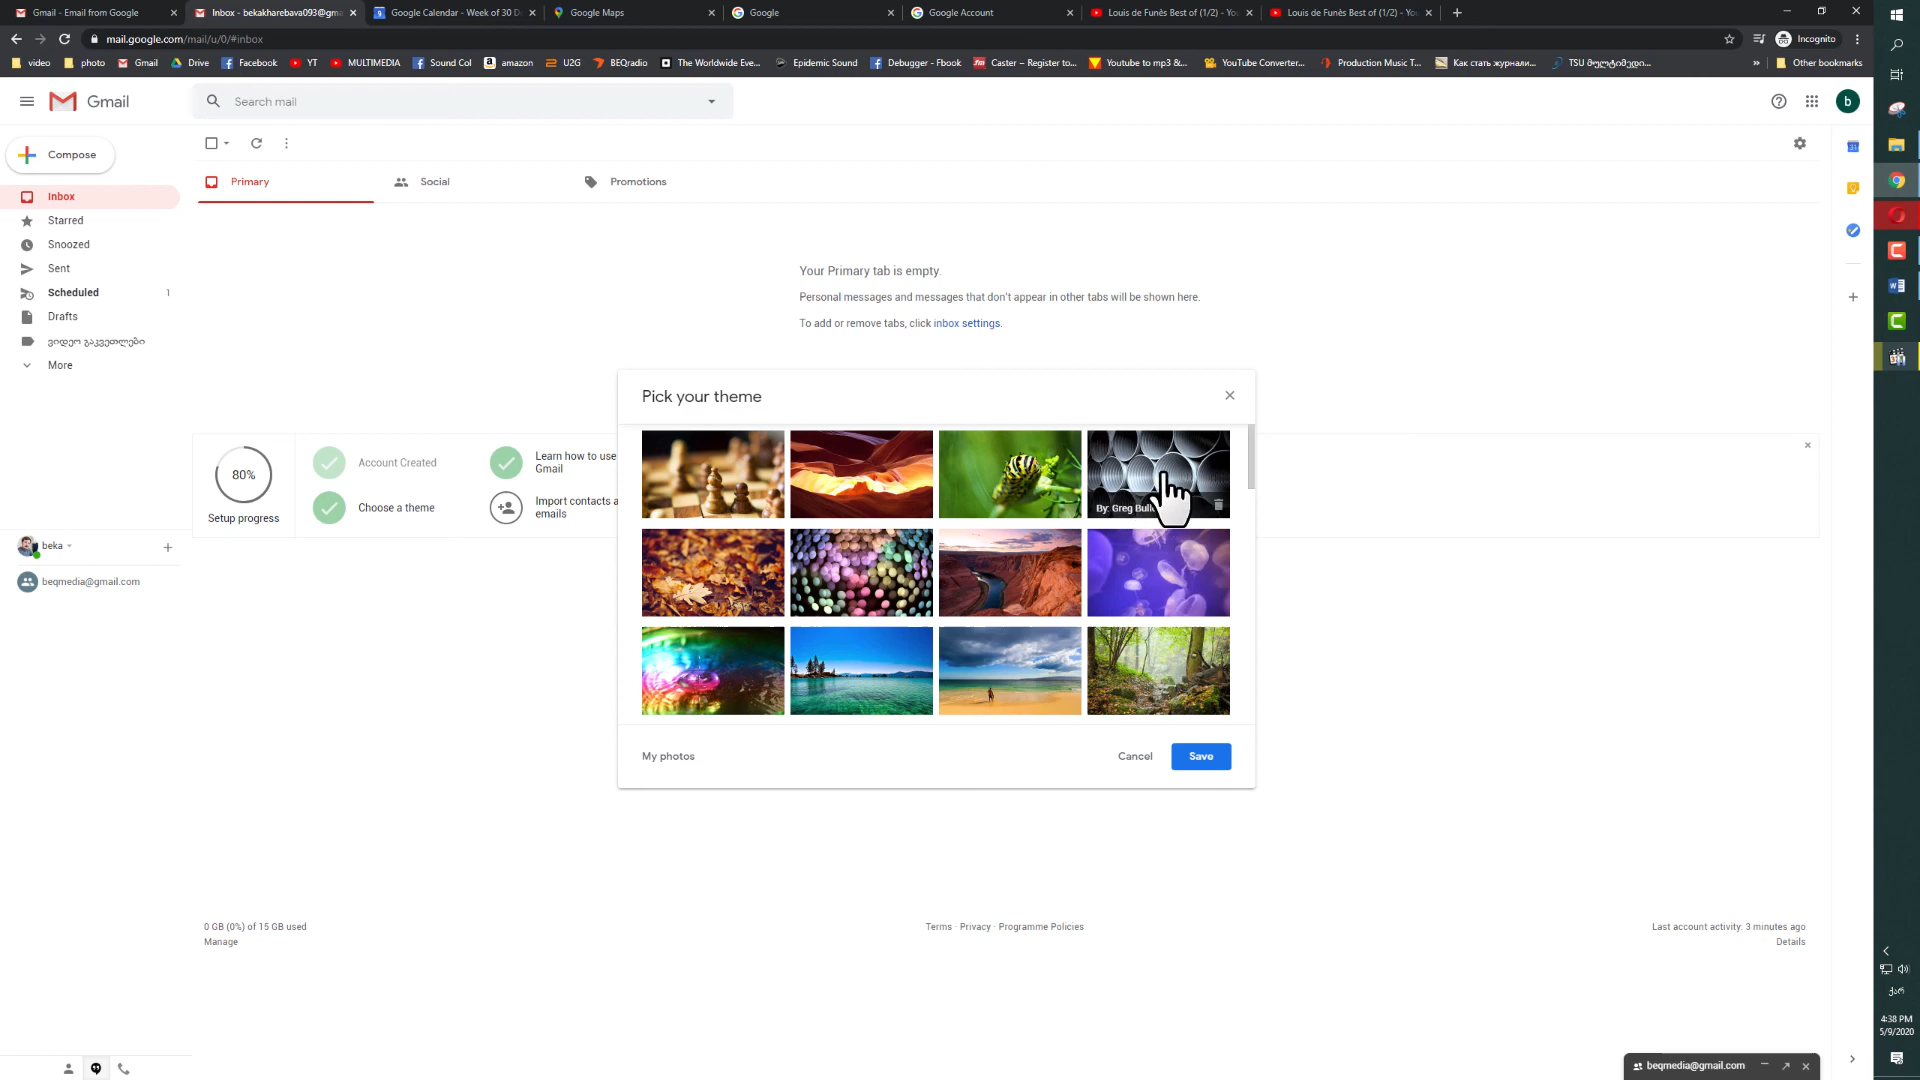 Gmail - Email from Google
Inbox - bekakharebava093@gma
Google Calendar - Week of 30 D
Google Maps
Google
Google Account
Louis de Funès Best of (1/2) - Yo
Louis de Funès Best of (1/2) - Yo
mail.google.com/mail/u/0/#inbox
Incognito
video
photo
Gmail
Drive
Facebook
YT
MULTIMEDIA
Sound Col
amazon
U2G
BEQradio
The Worldwide Eve...
Epidemic Sound
Debugger - Fbook
Caster – Register to...
Youtube to mp3 &...
YouTube Converter...
Production Music T...
Как стать журнали...
TSU მულტიმედი...
Other bookmarks
Gmail
Search mail
b
Compose
Primary
Social
Promotions
Inbox
Starred
Snoozed
Sent
Scheduled 1
Drafts
ვიდეო გაკვეთლები
More
Your Primary tab is empty.
Personal messages and messages that don't appear in other tabs will be shown here.
To add or remove tabs, click inbox settings.
Pick your theme
By: Greg
80%
Setup progress
Account Created
Choose a theme
Learn how to use
Gmail
Import contacts a
emails
beka
beqmedia@gmail.com
My photos
Cancel
Save
0 GB (0%) of 15 GB used
Manage
Terms · Privacy · Programme Policies
Last account activity: 3 minutes ago
Details
beqmedia@gmail.com
ქარ
4:38 PM
5/9/2020